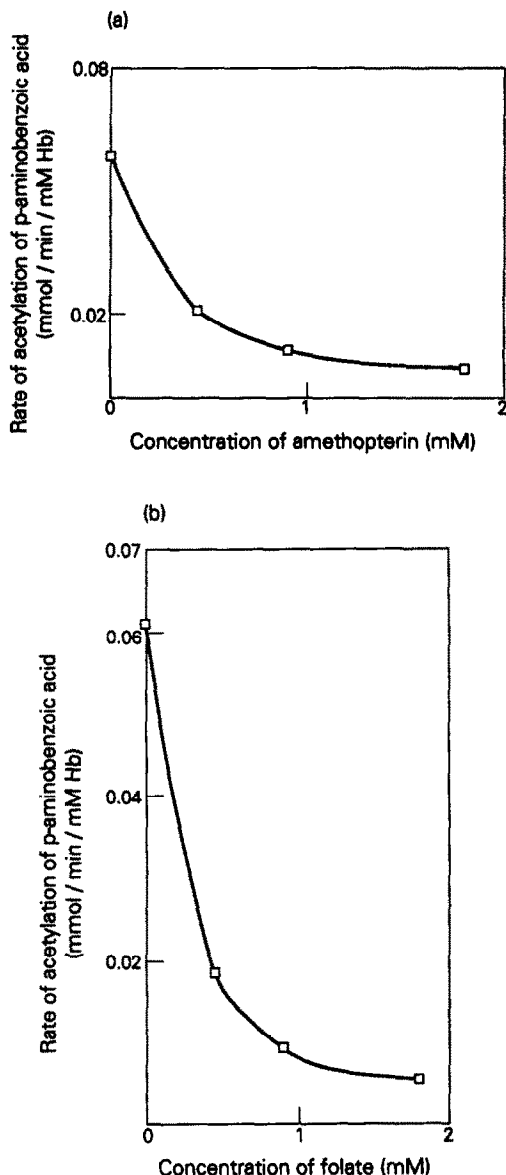 (a)
Rate of acetylation of p-aminobenzoic acid
(mmol / min / mM Hb)
0.08
0.02
0
1
2
Concentration of amethopterin (mM)
(b)
Rate of acetylation of p-aminobenzoic acid
(mmol / min / mM Hb)
0.07
0.06
0.04
0.02
0
1
2
Concentration of folate (mM)